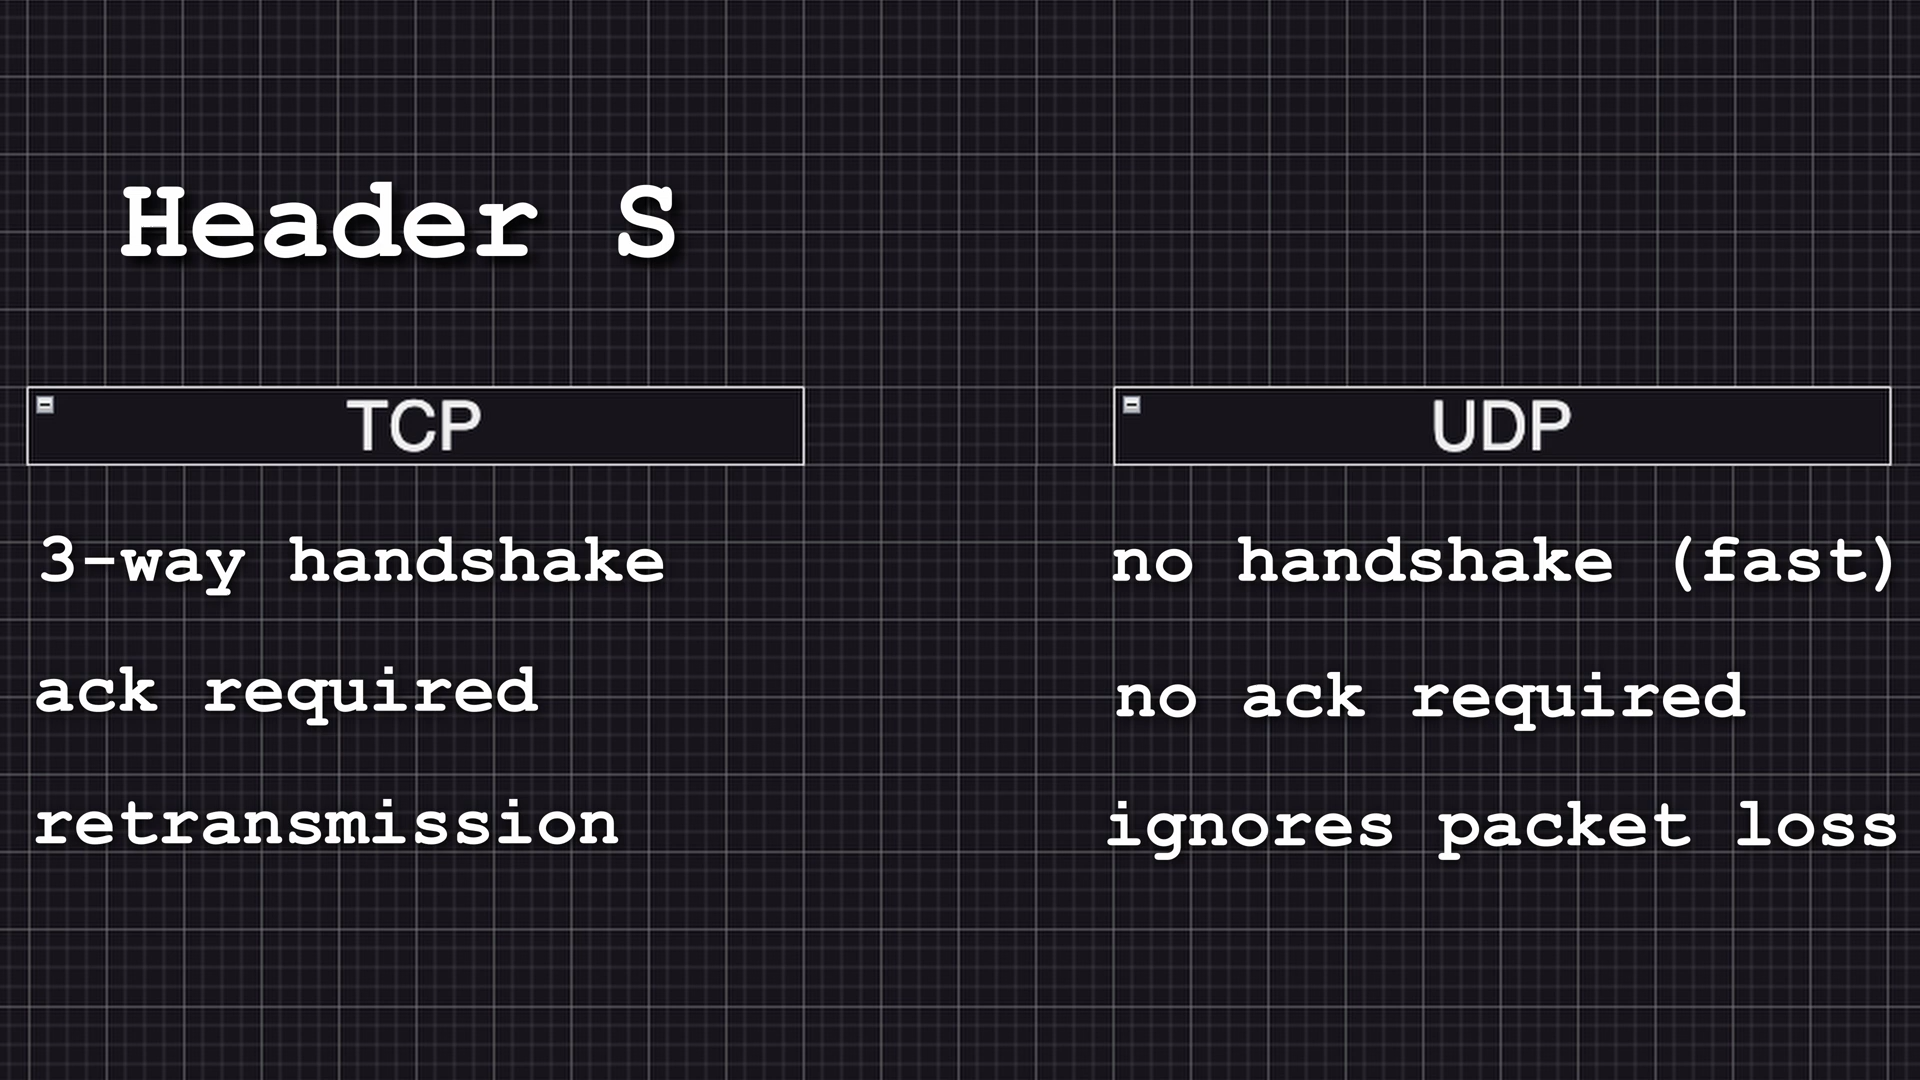 Header S
TCP
UDP
3-way handshake
no handshake (fast)
ack required
no ack required
retransmission
ignores packet loss